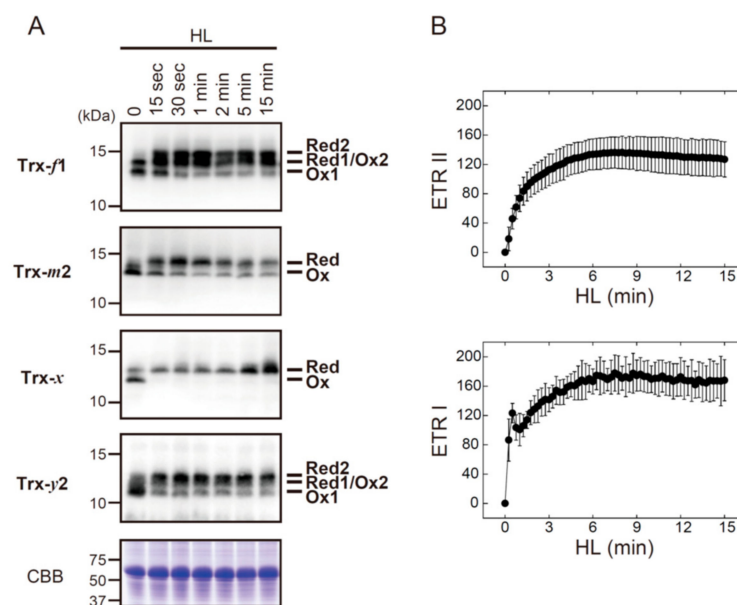 A
HL
0 15 sec 30 sec 1 min 2 min 5 min 15 min
(kDa)
Trx-f1
15
10
Red2
Red1/Ox2
Ox1
Trx-m2
15
10
Red
Ox
Trx-x
15
10
Red
Ox
Trx-y2
15
10
Red2
Red1/Ox2
Ox1
CBB
75
50
37
B
ETR II
200
160
120
80
40
0
0 3 6 9 12 15
HL (min)
ETR I
200
160
120
80
40
0
0 3 6 9 12 15
HL (min)